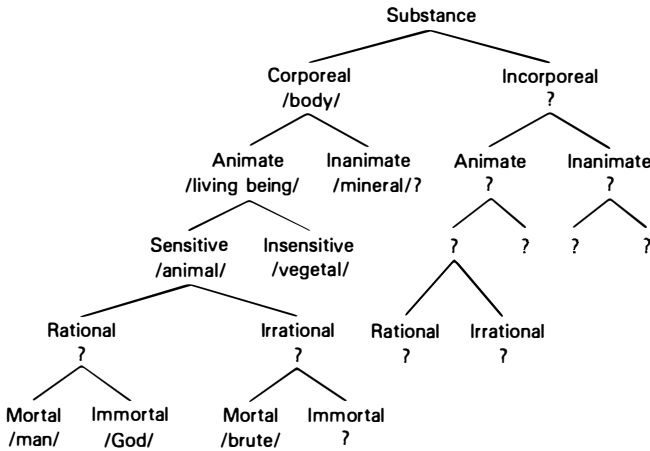 Substance
Corporeal Incorporeal
/body/ ?
Animate Inanimate Animate Inanimate
/living being/ /mineral/? ? ?
Sensitive Insensitive ? ? ? ?
/animal/ /vegetal/
Rational Irrational Rational Irrational
? ? ? ?
Mortal Immortal Mortal Immortal
/man/ /God/ /brute/ ?